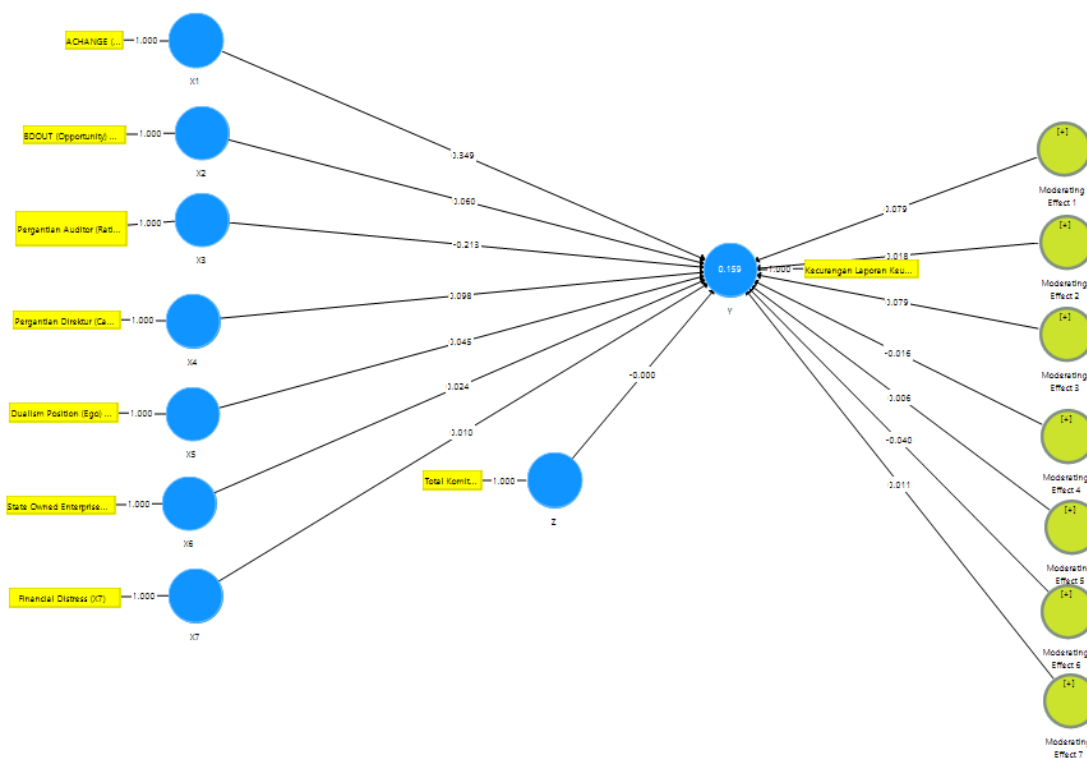 ACHANGE (...
1.000
X1
BDOUT (Opportunity) ...
1.000
X2
Pergantian Auditor (Rati...
1.000
X3
Pergantian Direktur (Ca...
1.000
X4
Dualism Position (Ego) ...
1.000
X5
State Owned Enterprise...
1.000
X6
Financial Distress (X7)
1.000
X7
0.349
0.060
-0.213
0.098
0.045
0.024
0.010
Total Komit...
1.000
Z
-0.000
0.159
Y
1.000
Kecurangan Laporan Keu...
0.079
0.018
0.079
-0.016
0.006
-0.040
0.011
[+]
Moderating
Effect 1
[+]
Moderating
Effect 2
[+]
Moderating
Effect 3
[+]
Moderating
Effect 4
[+]
Moderating
Effect 5
[+]
Moderating
Effect 6
[+]
Moderating
Effect 7